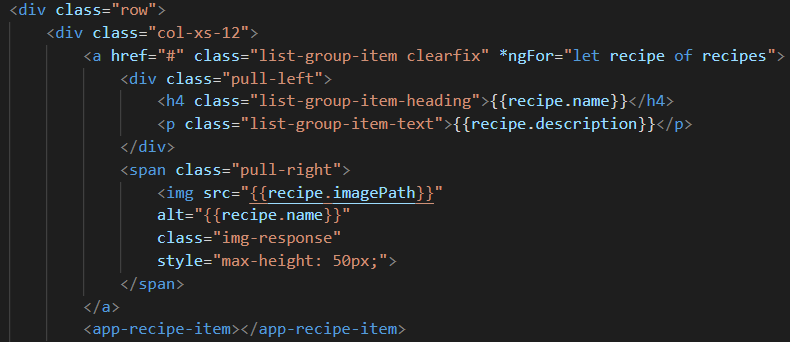 <div class="row">
<div class="col-xs-12">
<a href="#" class="list-group-item clearfix" *ngFor="let recipe of recipes">
<div class="pull-left">
<h4 class="list-group-item-heading">{{recipe.name}}</h4>
<p class="list-group-item-text">{{recipe.description}}</p>
</div>
<span class="pull-right">
<img src="{{recipe.imagePath}}"
alt="{{recipe.name}}"
class="img-response"
style="max-height: 50px;">
</span>
</a>
<app-recipe-item></app-recipe-item>